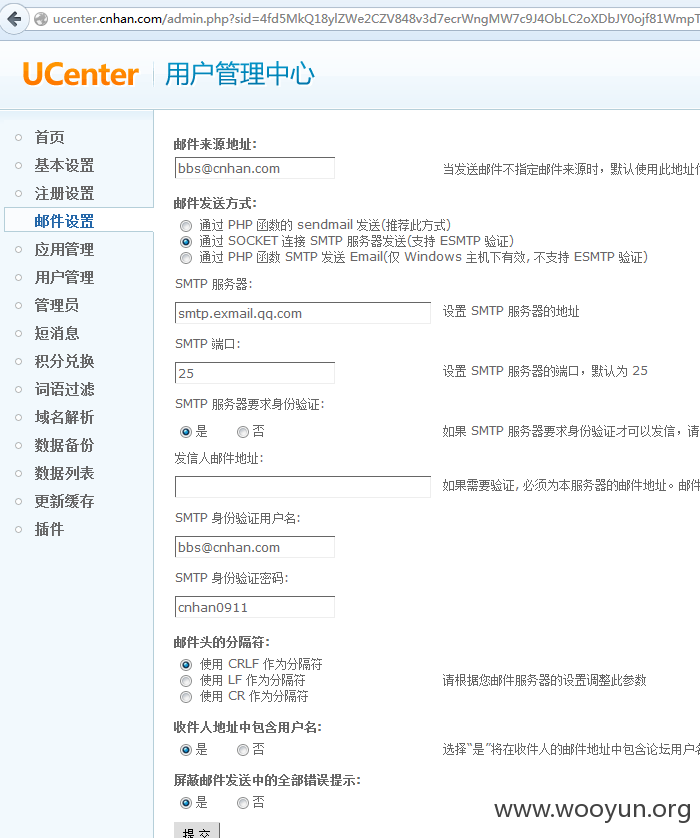 ucenter.cnhan.com/admin.php?sid=4fd5MkQ18ylZWe2CZV848v3d7ecrWngMW7c9J4ObLC2oXDbJY0ojf81WmpT
UCenter 用户管理中心
首页
基本设置
注册设置
邮件设置
应用管理
用户管理
管理员
短消息
积分兑换
词语过滤
域名解析
数据备份
数据列表
更新缓存
插件
邮件来源地址:
bbs@cnhan.com 当发送邮件不指定邮件来源时，默认使用此地址作
邮件发送方式:
通过 PHP 函数的 sendmail 发送(推荐此方式)
通过 SOCKET 连接 SMTP 服务器发送(支持 ESMTP 验证)
通过 PHP 函数 SMTP 发送 Email(仅 Windows 主机下有效, 不支持 ESMTP 验证)
SMTP 服务器:
smtp.exmail.qq.com 设置 SMTP 服务器的地址
SMTP 端口:
25 设置 SMTP 服务器的端口，默认为 25
SMTP 服务器要求身份验证:
是 否 如果 SMTP 服务器要求身份验证才可以发信，请
发信人邮件地址:
如果需要验证, 必须为本服务器的邮件地址。邮件
SMTP 身份验证用户名:
bbs@cnhan.com
SMTP 身份验证密码:
cnhan0911
邮件头的分隔符:
使用 CRLF 作为分隔符
使用 LF 作为分隔符 请根据您邮件服务器的设置调整此参数
使用 CR 作为分隔符
收件人地址中包含用户名:
是 否 选择“是”将在收件人的邮件地址中包含论坛用户名
屏蔽邮件发送中的全部错误提示:
是 否
提 交
www.wooyun.org